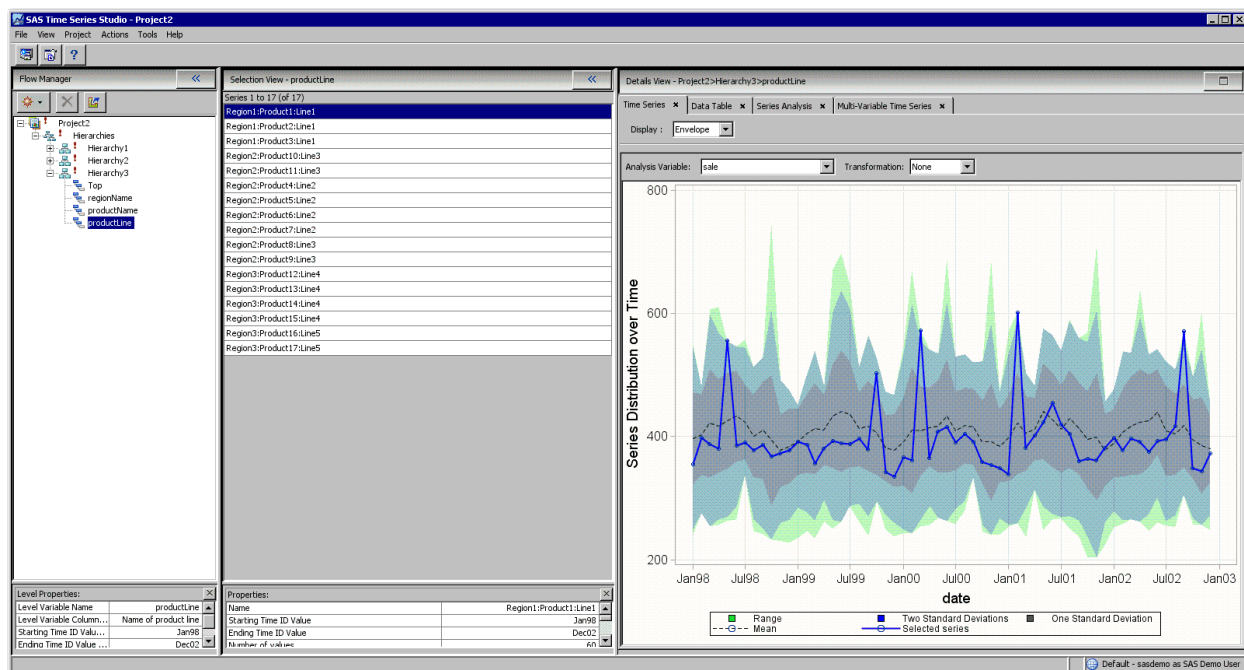 SAS Time Series Studio - Project2
File View Project Actions Tools Help
Flow Manager
Project2
Hierarchies
Hierarchy1
Hierarchy2
Hierarchy3
Top
regionName
productName
productLine
Level Properties:
Level Variable Name productLine
Level Variable Column... Name of product line
Starting Time ID Valu... Jan98
Ending Time ID Value ... Dec02
Selection View - productLine
Series 1 to 17 (of 17)
Region1:Product1:Line1
Region1:Product2:Line1
Region1:Product3:Line1
Region2:Product10:Line3
Region2:Product11:Line3
Region2:Product4:Line2
Region2:Product5:Line2
Region2:Product6:Line2
Region2:Product7:Line2
Region2:Product8:Line3
Region2:Product9:Line3
Region3:Product12:Line4
Region3:Product13:Line4
Region3:Product14:Line4
Region3:Product15:Line4
Region3:Product16:Line5
Region3:Product17:Line5
Properties:
Name Region1:Product1:Line1
Starting Time ID Value Jan98
Ending Time ID Value Dec02
Number of values 60
Details View - Project2>Hierarchy3>productLine
Time Series Data Table Series Analysis Multi-Variable Time Series
Display : Envelope
Analysis Variable: sale Transformation: None
Series Distribution over Time
800
600
400
200
Jan98 Jul98 Jan99 Jul99 Jan00 Jul00 Jan01 Jul01 Jan02 Jul02 Jan03
date
Range Two Standard Deviations One Standard Deviation
Mean Selected series
Default - sasdemo as SAS Demo User